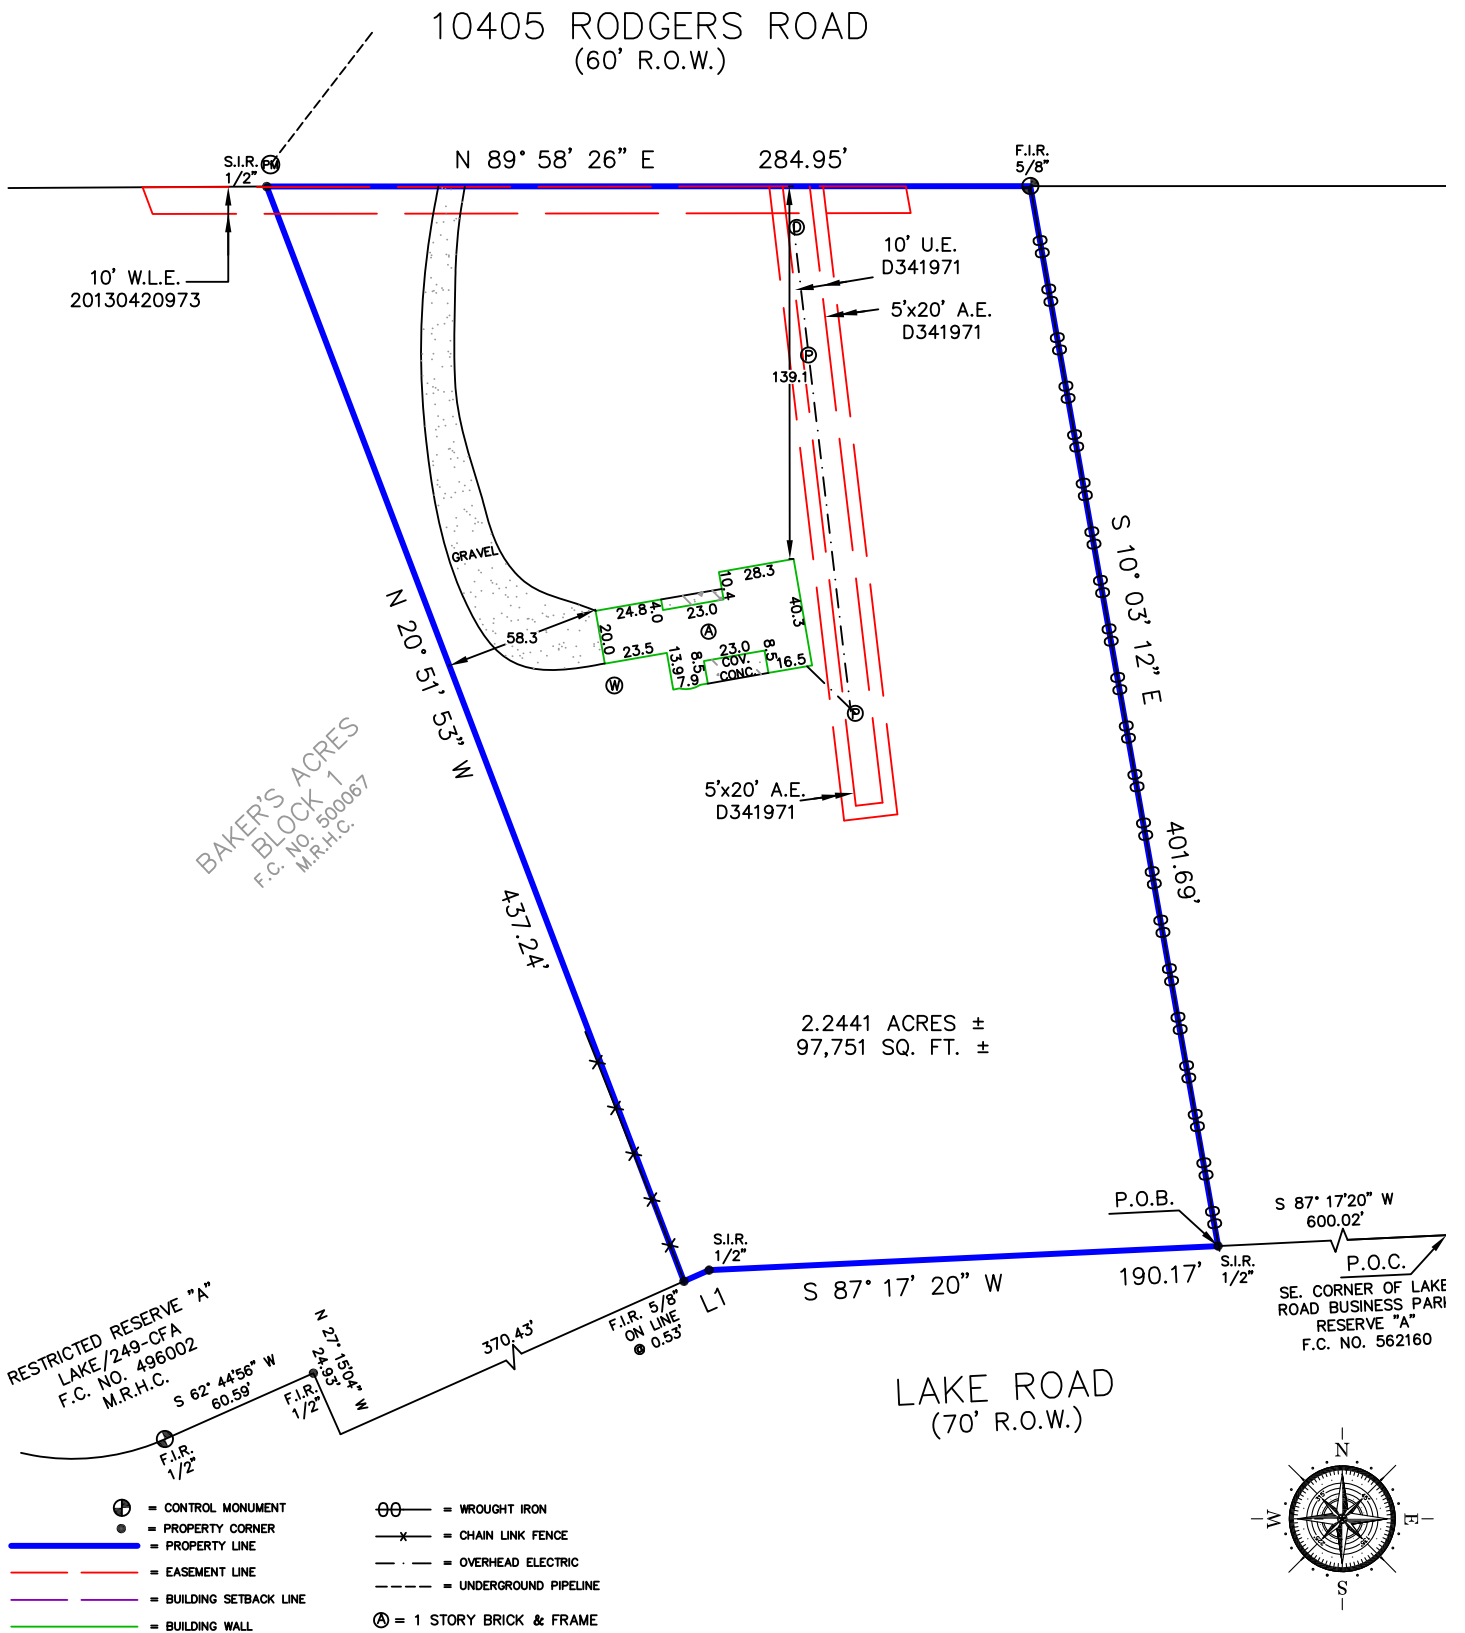 10405 RODGERS ROAD
(60' R.O.W.)
S.I.R.
1/2"
PM
N 89° 58' 26" E
284.95'
F.I.R.
5/8"
10' W.L.E.
20130420973
D
10' U.E.
D341971
5'x20' A.E.
D341971
P
139.1
GRAVEL
S 10° 03' 12" E
401.69'
N 20° 51' 53" W
437.24'
58.3
28.3
10.4
24.8
4.0
23.0
40.3
A
20.0
23.5
13.9
8.5
23.0
8.5
COV.
CONC.
16.5
7.9
W
P
5'x20' A.E.
D341971
BAKER'S ACRES
BLOCK 1
F.C. NO. 500067
M.R.H.C.
2.2441 ACRES ±
97,751 SQ. FT. ±
P.O.B.
S 87° 17'20" W
600.02'
S.I.R.
1/2"
S.I.R.
1/2"
P.O.C.
SE. CORNER OF LAKE
ROAD BUSINESS PARK
RESERVE "A"
F.C. NO. 562160
S 87° 17' 20" W
190.17'
L1
F.I.R. 5/8"
ON LINE
@ 0.53'
370.43'
RESTRICTED RESERVE "A"
LAKE/249-CFA
F.C. NO. 496002
M.R.H.C.
S 62° 44'56" W
60.59'
N 27° 15'04" W
24.93'
F.I.R.
1/2"
F.I.R.
1/2"
LAKE ROAD
(70' R.O.W.)
N
W
E
S
= CONTROL MONUMENT
= PROPERTY CORNER
= PROPERTY LINE
= EASEMENT LINE
= BUILDING SETBACK LINE
= BUILDING WALL
= WROUGHT IRON
= CHAIN LINK FENCE
= OVERHEAD ELECTRIC
= UNDERGROUND PIPELINE
A = 1 STORY BRICK & FRAME